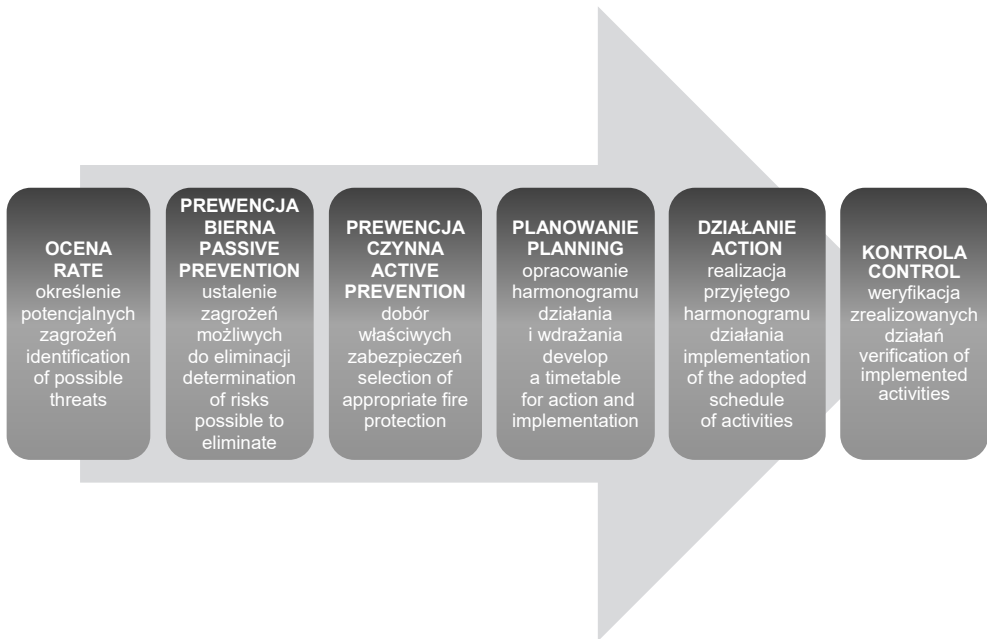 OCENA
RATE
określenie
potencjalnych
zagrożeń
identification
of possible
threats
PREWENCJA
BIERNA
PASSIVE
PREVENTION
ustalenie
zagrożeń
możliwych
do eliminacji
determination
of risks
possible to
eliminate
PREWENCJA
CZYNNA
ACTIVE
PREVENTION
dobór
właściwych
zabezpieczeń
selection of
appropriate fire
protection
PLANOWANIE
PLANNING
opracowanie
harmonogramu
działania
i wdrażania
develop
a timetable
for action and
implementation
DZIAŁANIE
ACTION
realizacja
przyjętego
harmonogramu
działania
implementation
of the adopted
schedule
of activities
KONTROLA
CONTROL
weryfikacja
zrealizowanych
działań
verification of
implemented
activities